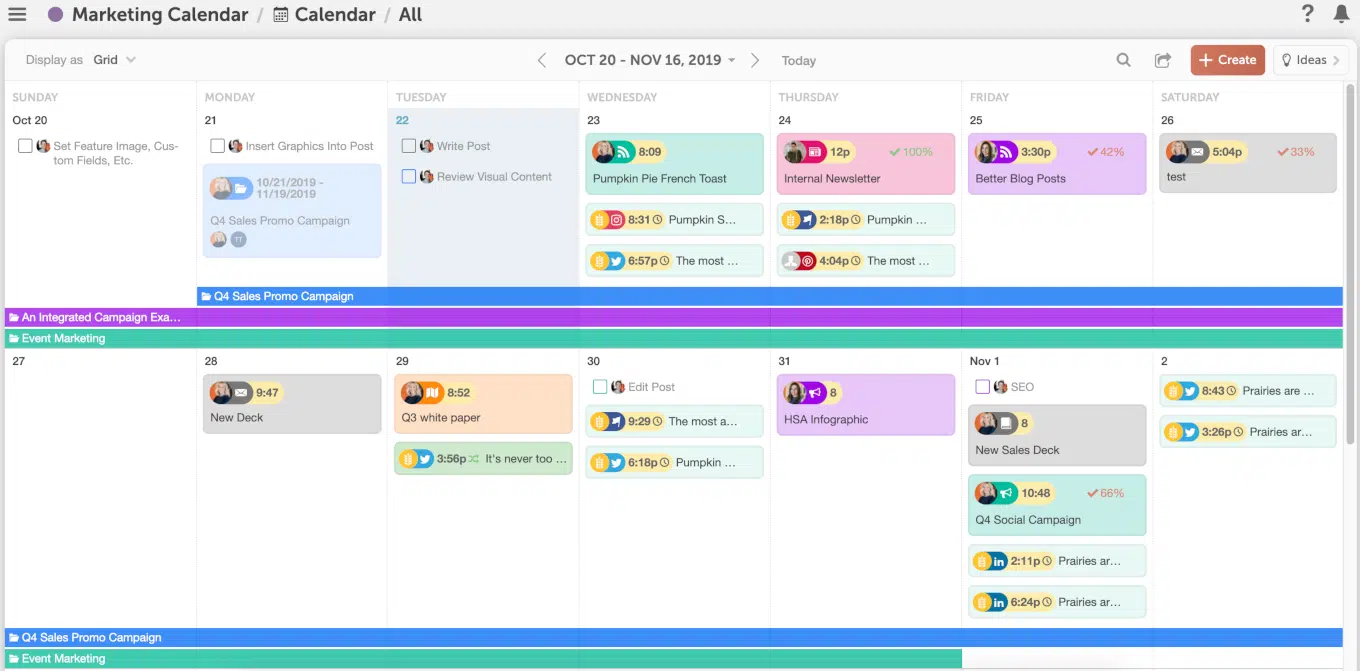 Marketing Calendar / Calendar / All
?
Display as Grid
OCT 20 - NOV 16, 2019
Today
+ Create
Ideas
SUNDAY MONDAY TUESDAY WEDNESDAY THURSDAY FRIDAY SATURDAY
Oct 20
Set Feature Image, Cus-
tom Fields, Etc.
21
Insert Graphics Into Post
10/21/2019 -
11/19/2019
Q4 Sales Promo Campaign
TT
22
Write Post
Review Visual Content
23
8:09
Pumpkin Pie French Toast
8:31 Pumpkin S...
6:57p The most ...
24
12p 100%
Internal Newsletter
2:18p Pumpkin ...
4:04p The most ...
25
3:30p 42%
Better Blog Posts
26
5:04p 33%
test
Q4 Sales Promo Campaign
An Integrated Campaign Exa...
Event Marketing
27
28
9:47
New Deck
29
8:52
Q3 white paper
3:56p It's never too ...
30
Edit Post
9:29 The most a...
6:18p Pumpkin ...
31
8
HSA Infographic
Nov 1
SEO
8
New Sales Deck
10:48 66%
Q4 Social Campaign
in 2:11p Prairies ar...
in 6:24p Prairies ar...
2
8:43 Prairies are ...
3:26p Prairies ar...
Q4 Sales Promo Campaign
Event Marketing